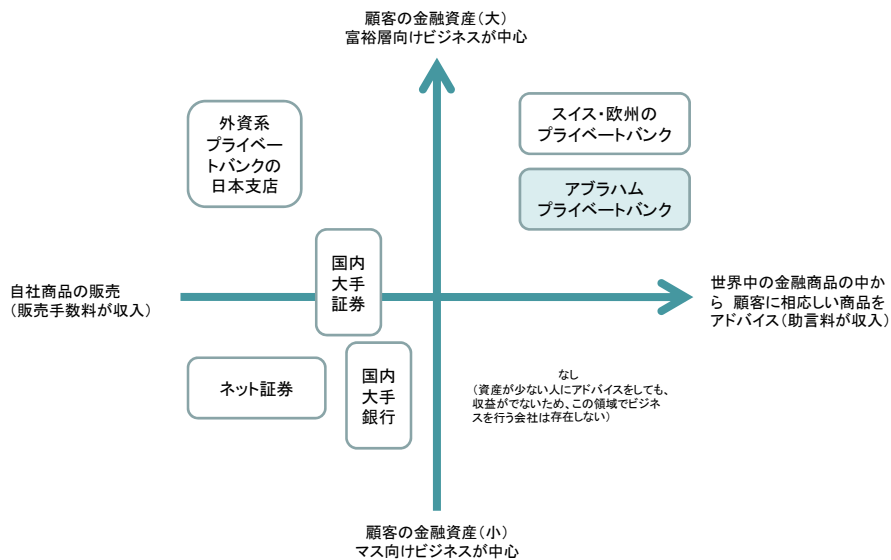 顧客の金融資産(大)
富裕層向けビジネスが中心
外資系
プライベー
トバンクの
日本支店
スイス・欧州の
プライベートバンク
アブラハム
プライベートバンク
国内
大手
証券
自社商品の販売
(販売手数料が収入)
世界中の金融商品の中か
ら 顧客に相応しい商品を
アドバイス(助言料が収入)
ネット証券
国内
大手
銀行
なし
(資産が少ない人にアドバイスをしても、
収益がでないため、この領域でビジネ
スを行う会社は存在しない)
顧客の金融資産(小)
マス向けビジネスが中心